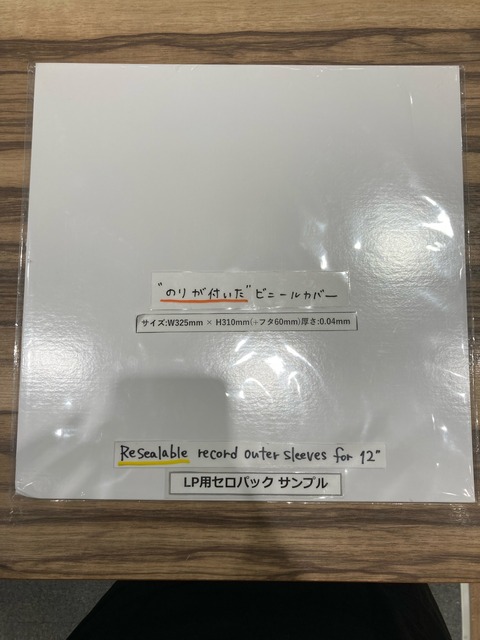 "のりが付いた"ビニールカバー
サイズ:W325mm × H310mm(+フタ60mm)厚さ:0.04mm
Resealable record outer sleeves for 12"
LP用セロパック サンプル